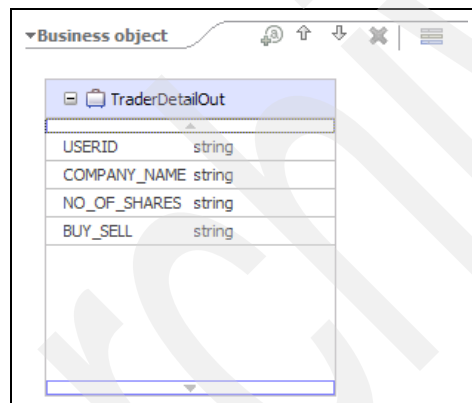 Business object
TraderDetailOut
USERID string
COMPANY_NAME string
NO_OF_SHARES string
BUY_SELL string